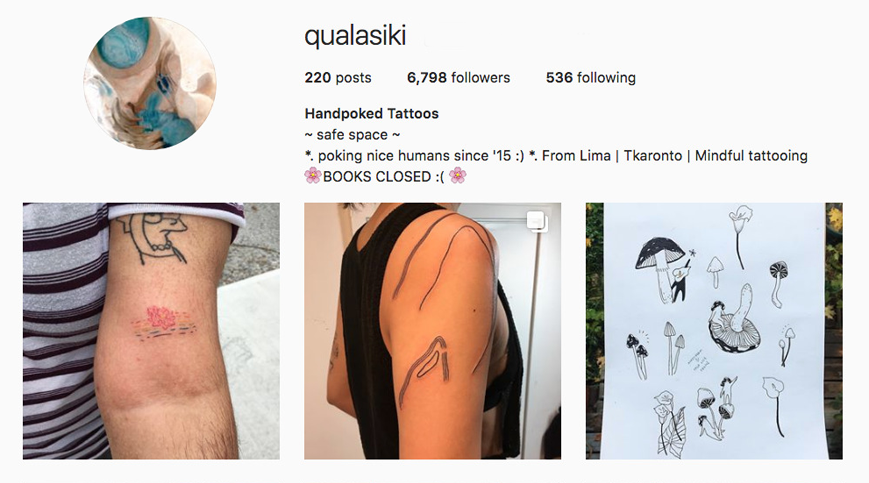 qualasiki
220 posts 6,798 followers 536 following
Handpoked Tattoos
~ safe space ~
*. poking nice humans since '15 :) *. From Lima | Tkaronto | Mindful tattooing
🌸BOOKS CLOSED :( 🌸